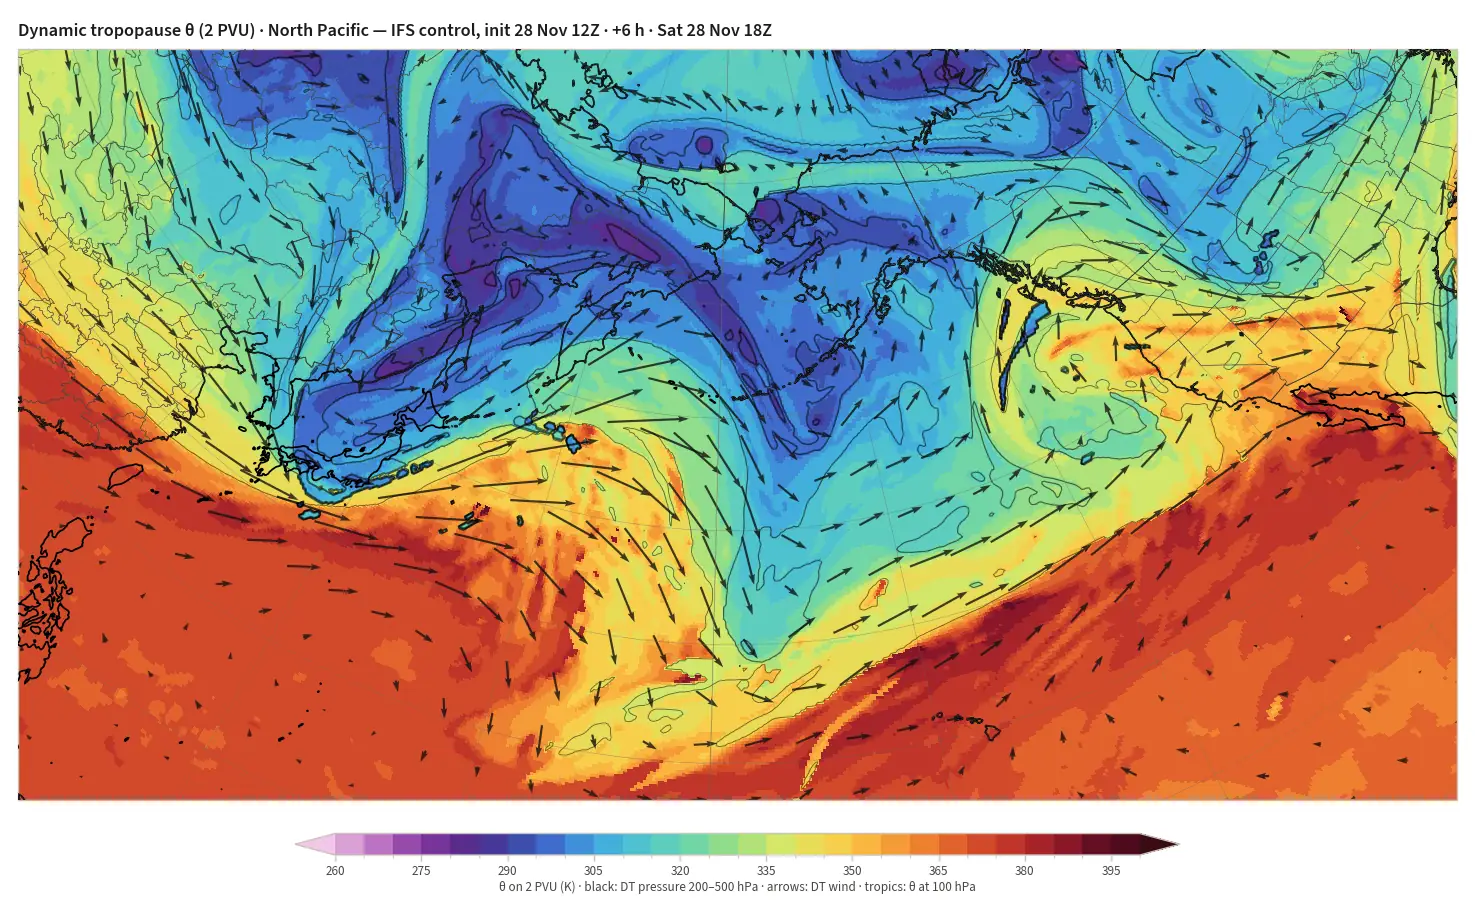 Dynamic tropopause θ (2 PVU) · North Pacific — IFS control, init 28 Nov 12Z · +6 h · Sat 28 Nov 18Z
260 275 290 305 320 335 350 365 380 395
θ on 2 PVU (K) · black: DT pressure 200–500 hPa · arrows: DT wind · tropics: θ at 100 hPa